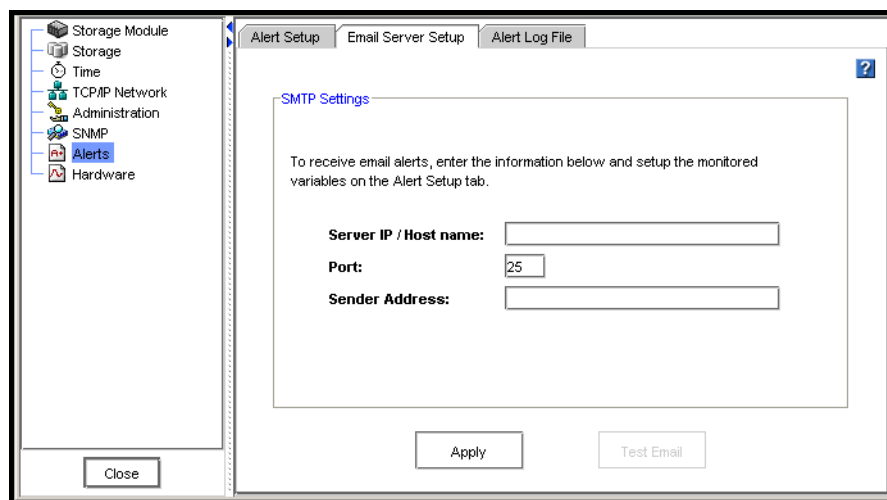 Storage Module
Storage
Time
TCP/IP Network
Administration
SNMP
Alerts
Hardware
Close
Alert Setup
Email Server Setup
Alert Log File
?
SMTP Settings
To receive email alerts, enter the information below and setup the monitored
variables on the Alert Setup tab.
Server IP / Host name:
Port:
25
Sender Address:
Apply
Test Email